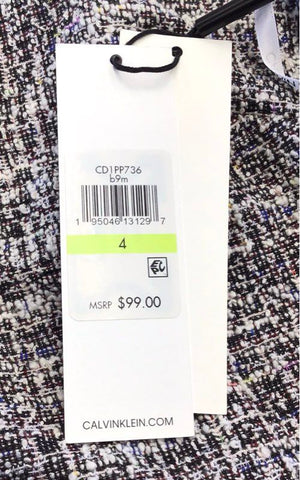 CD1PP736
b9m
1 95046 13129 7
4
MSRP $99.00
CALVINKLEIN.COM